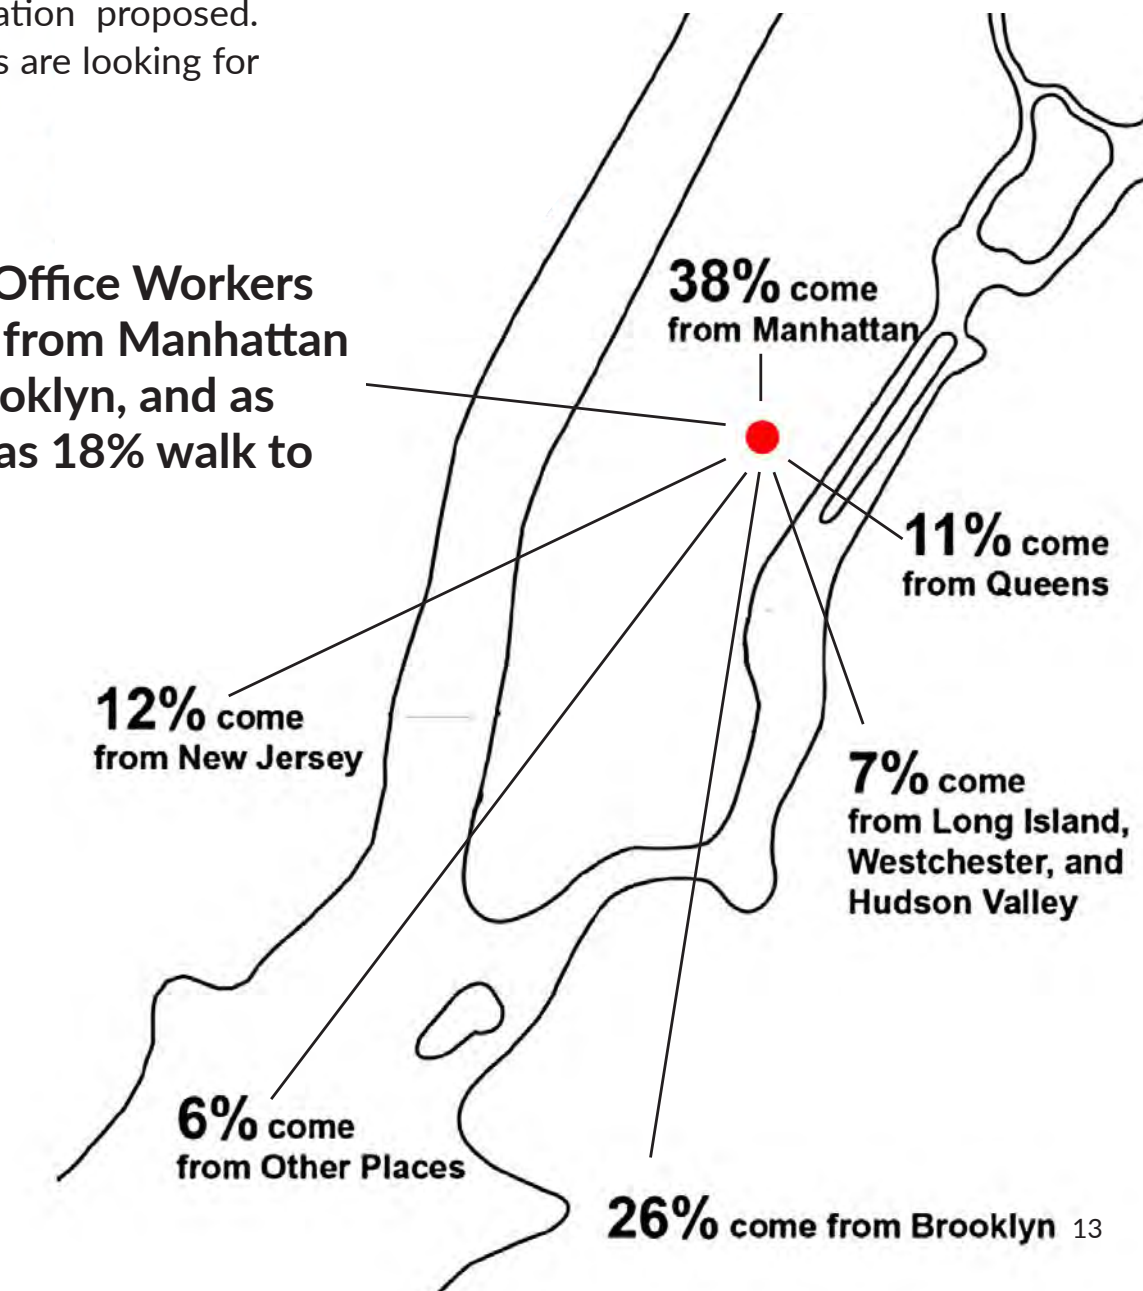 proposed.
are looking for
Office Workers
from Manhattan
and as
as 18% walk to
38% come
from Manhattan
11% come
from Queens
12% come
from New Jersey
7% come
from Long Island,
Westchester, and
Hudson Valley
6% come
from Other Places
26% come from Brooklyn
13